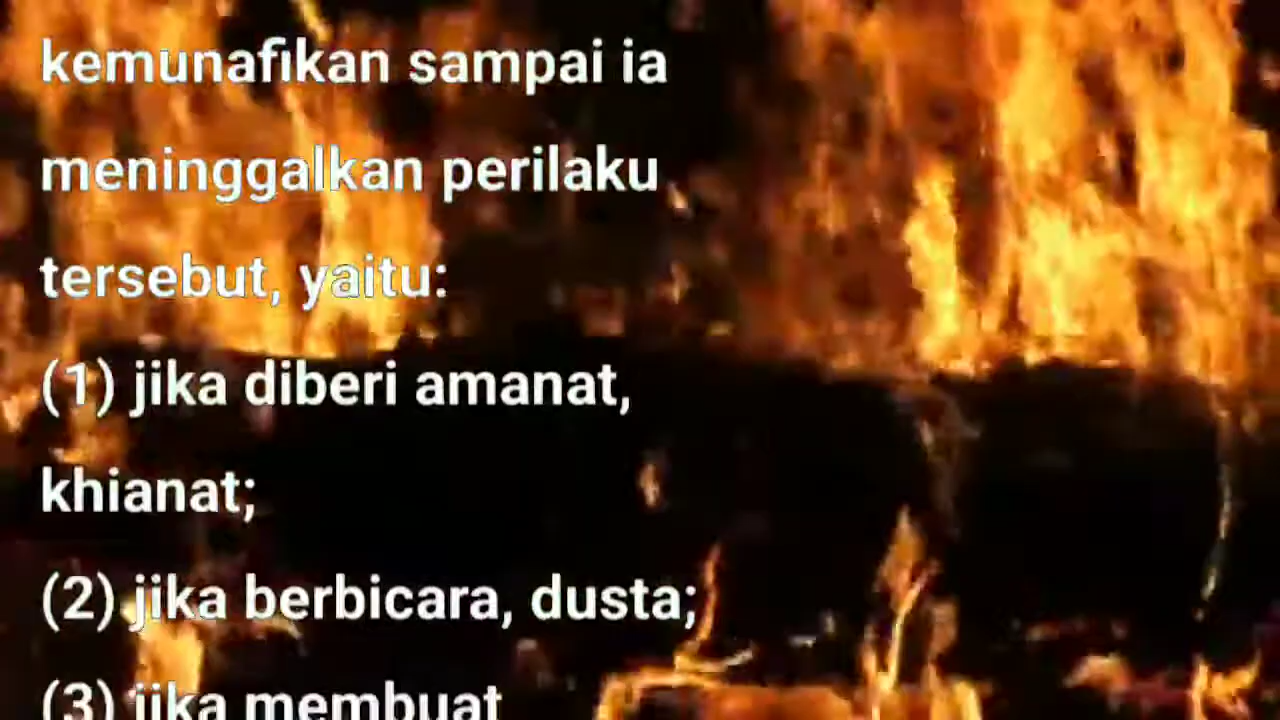 kemunafikan sampai ia
meninggalkan perilaku
tersebut, yaitu:
(1) jika diberi amanat,
khianat;
(2) jika berbicara, dusta;
(3) jika membuat